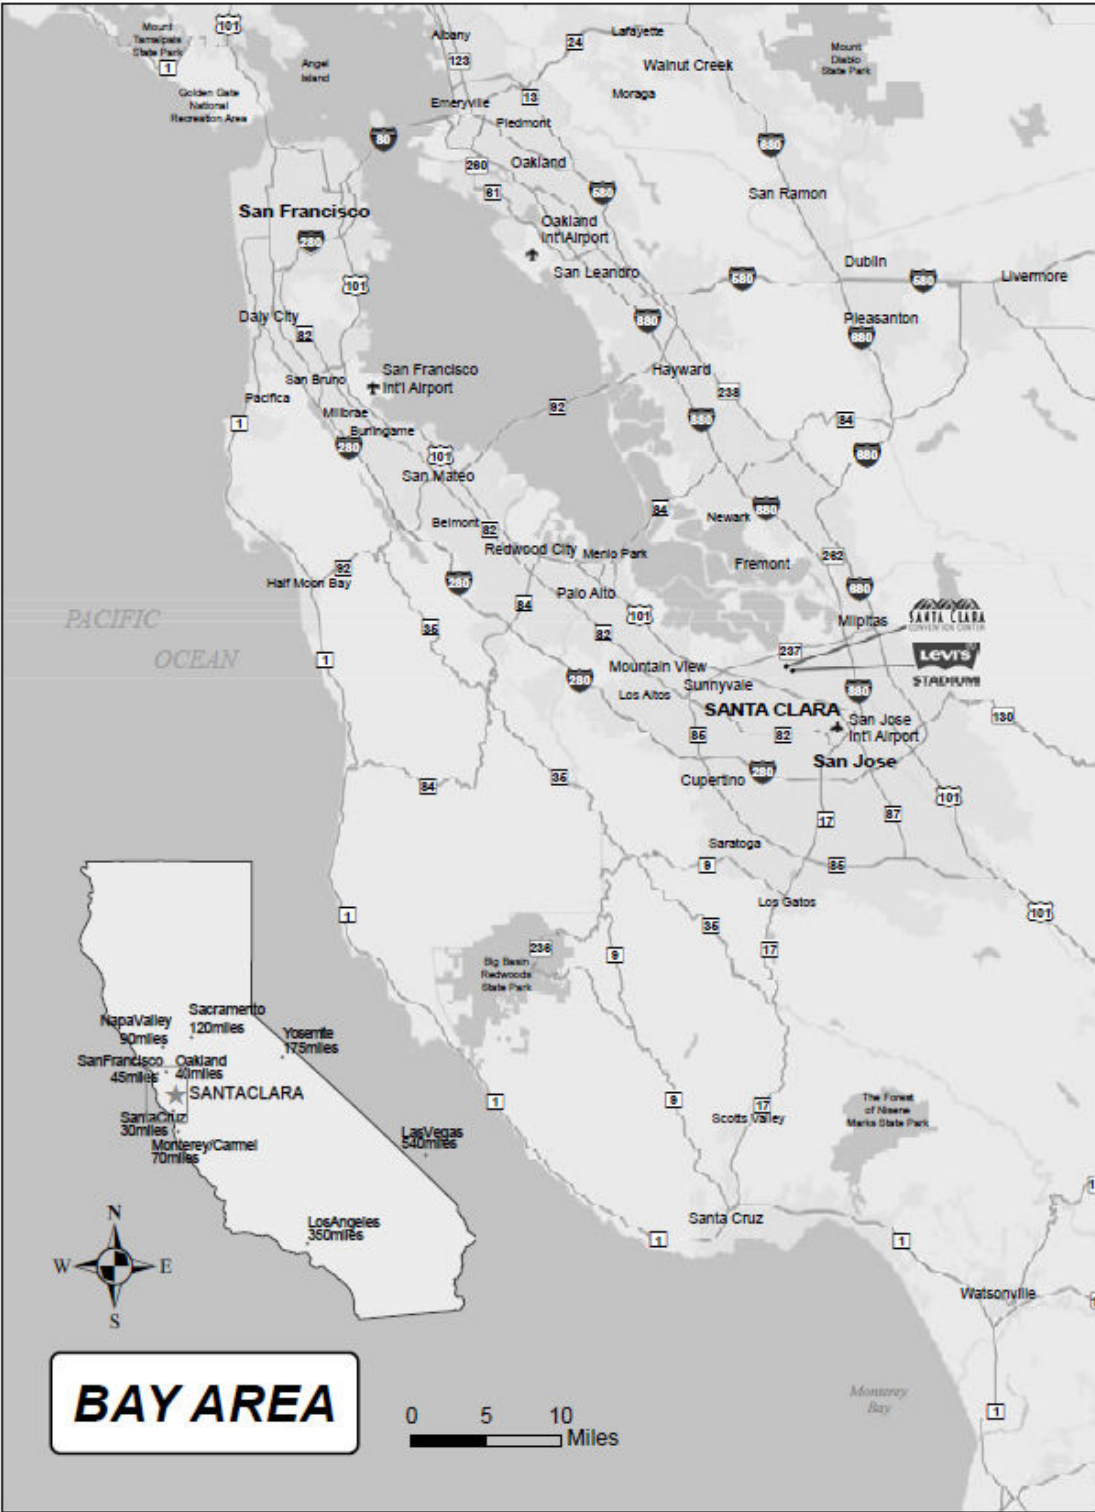 Mount
Tamalpais
State Park
101
1
Golden Gate
National
Recreation Area
Angel
Island
Albany
123
24
Lafayette
Walnut Creek
Moraga
Mount
Diablo
State Park
Emeryville
13
Piedmont
80
260
Oakland
61
580
680
San Ramon
San Francisco
280
Oakland
Int'lAirport
San Leandro
101
Dublin
580
580
Livermore
Daly City
82
880
Pleasanton
680
San Bruno
San Francisco
Int'l Airport
Hayward
238
Pacifica
Millbrae
92
1
Burlingame
280
101
San Mateo
880
84
680
Belmont
82
84
Newark
880
Redwood City
Menlo Park
Fremont
262
92
Half Moon Bay
280
84
Palo Alto
101
680
PACIFIC
OCEAN
35
82
Milpitas
SANTA CLARA
CONVENTION CENTER
237
LEVI'S
STADIUM
1
Mountain View
Sunnyvale
280
Los Altos
880
SANTA CLARA
130
85
82
San Jose
Int'l Airport
San Jose
84
35
Cupertino
280
101
17
87
Saratoga
9
85
Los Gatos
101
1
35
236
9
17
Big Basin
Redwoods
State Park
NapaValley
90miles
Sacramento
120miles
Yosemite
175miles
SanFrancisco
45miles
Oakland
40miles
SANTACLARA
SantaCruz
30miles
Monterey/Carmel
70miles
LasVegas
540miles
LosAngeles
350miles
1
9
17
Scotts Valley
The Forest
of Nisene
Marks State Park
Santa Cruz
1
1
Watsonville
N
W
E
S
BAY AREA
0 5 10
Miles
Monterey
Bay
1